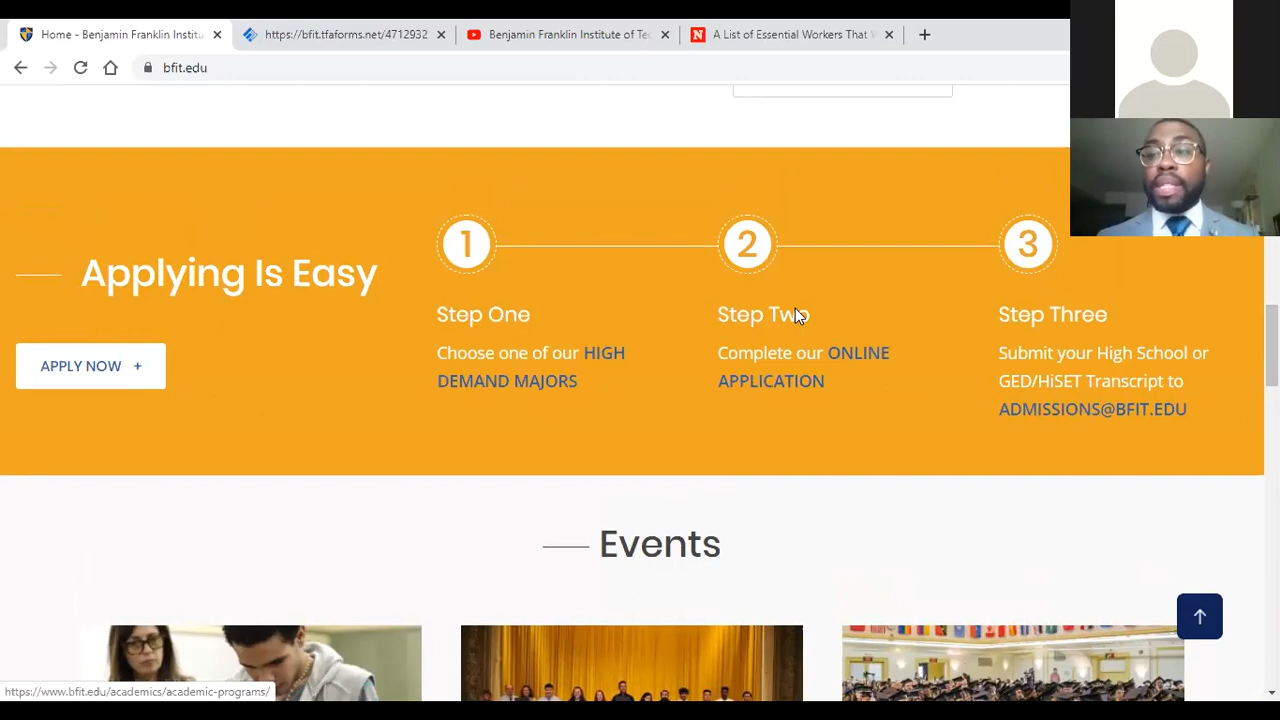 Home - Benjamin Franklin Institu
https://bfit.tfaforms.net/4712932
Benjamin Franklin Institute of Tec
A List of Essential Workers That W
bfit.edu
Applying Is Easy
APPLY NOW +
1
Step One
Choose one of our HIGH
DEMAND MAJORS
2
Step Two
Complete our ONLINE
APPLICATION
3
Step Three
Submit your High School or
GED/HiSET Transcript to
ADMISSIONS@BFIT.EDU
Events
https://www.bfit.edu/academics/academic-programs/